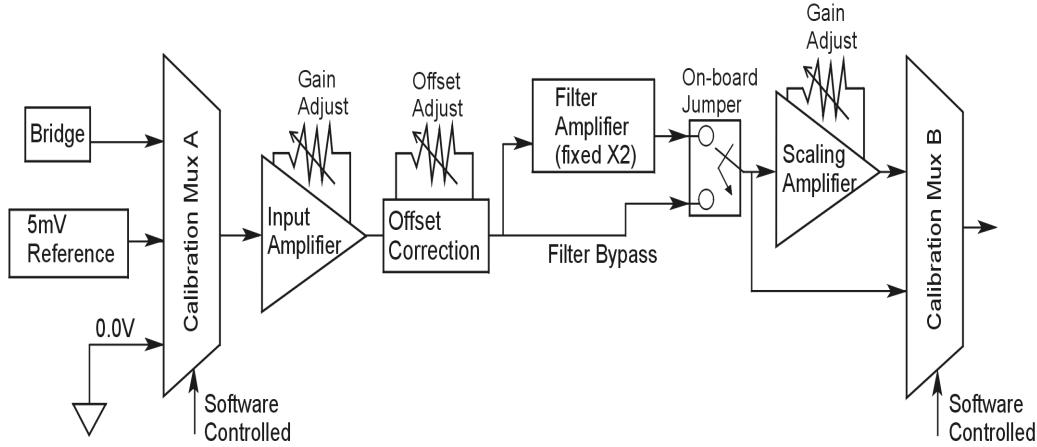 Bridge
5mV
Reference
0.0V
Calibration Mux A
Software
Controlled
Gain
Adjust
Input
Amplifier
Offset
Adjust
Offset
Correction
Filter
Amplifier
(fixed X2)
Filter Bypass
On-board
Jumper
Gain
Adjust
Scaling
Amplifier
Calibration Mux B
Software
Controlled